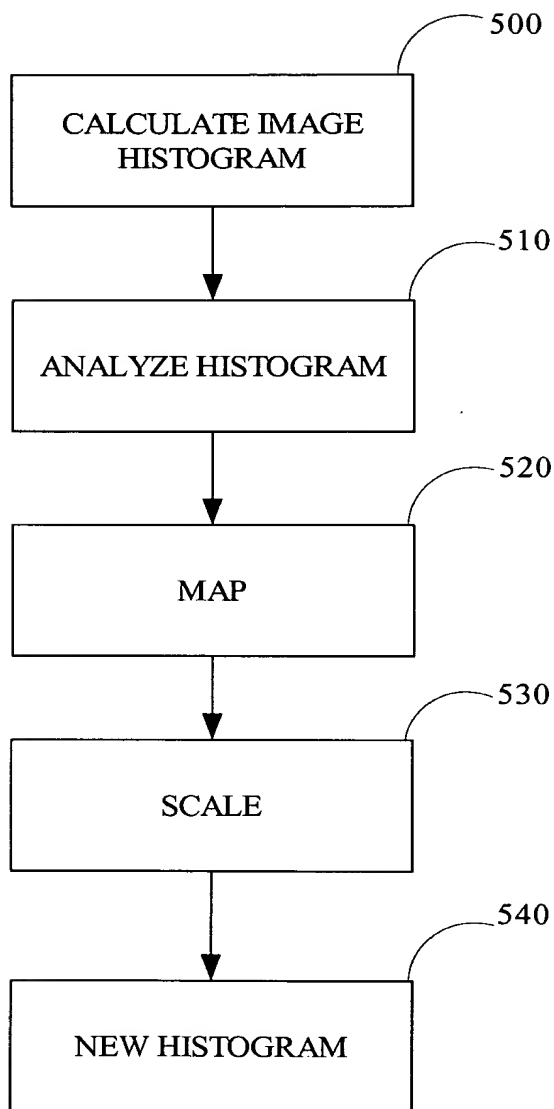 500
CALCULATE IMAGE
HISTOGRAM
510
ANALYZE HISTOGRAM
520
MAP
530
SCALE
540
NEW HISTOGRAM